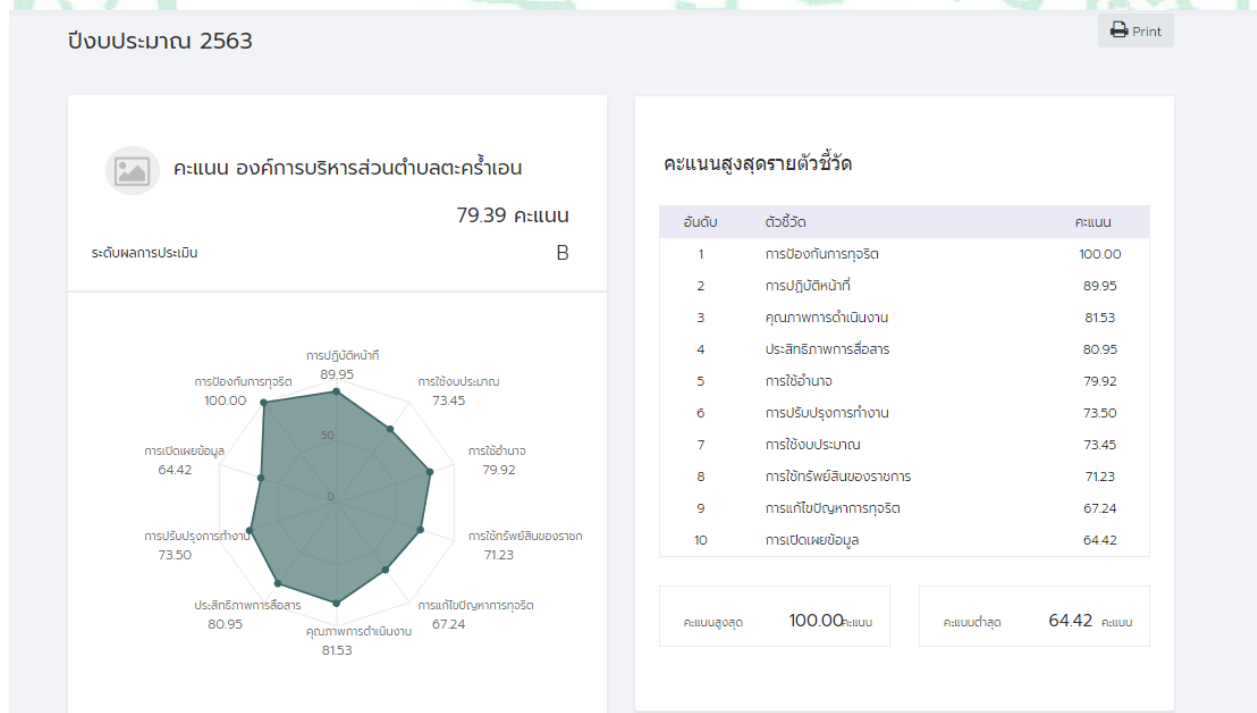 ปีงบประมาณ 2563
Print
คะแนน องค์การบริหารส่วนตำบลตะคร้ำเอน
79.39 คะแนน
ระดับผลการประเมิน B
การปฏิบัติหน้าที่
89.95
การใช้งบประมาณ
73.45
การใช้อำนาจ
79.92
การใช้ทรัพย์สินของราชก
71.23
การแก้ไขปัญหาการทุจริต
67.24
คุณภาพการดำเนินงาน
81.53
ประสิทธิภาพการสื่อสาร
80.95
การปรับปรุงการทำงาน
73.50
การเปิดเผยข้อมูล
64.42
การป้องกันการทุจริต
100.00
50
0
คะแนนสูงสุดรายตัวชี้วัด
อันดับ ตัวชี้วัด คะแนน
1 การป้องกันการทุจริต 100.00
2 การปฏิบัติหน้าที่ 89.95
3 คุณภาพการดำเนินงาน 81.53
4 ประสิทธิภาพการสื่อสาร 80.95
5 การใช้อำนาจ 79.92
6 การปรับปรุงการทำงาน 73.50
7 การใช้งบประมาณ 73.45
8 การใช้ทรัพย์สินของราชการ 71.23
9 การแก้ไขปัญหาการทุจริต 67.24
10 การเปิดเผยข้อมูล 64.42
คะแนนสูงสุด 100.00 คะแนน
คะแนนต่ำสุด 64.42 คะแนน